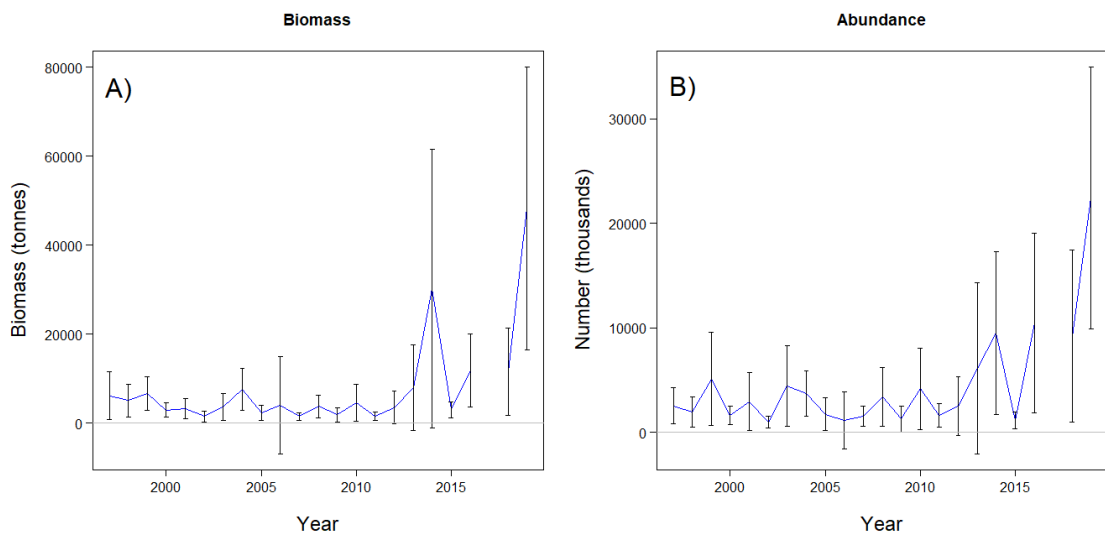 Biomass
A)
80000
60000
40000
20000
0
Biomass (tonnes)
2000 2005 2010 2015
Year
Abundance
B)
30000
20000
10000
0
Number (thousands)
2000 2005 2010 2015
Year